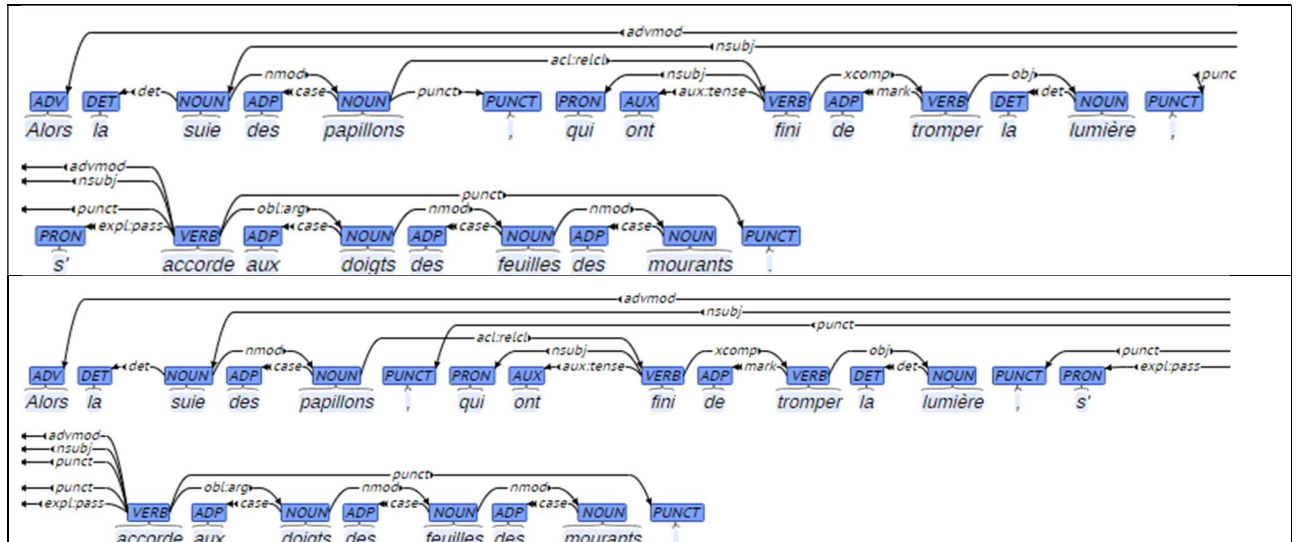 advmod
nsubj
acl:relcl
nmod nsubj xcomp obj punc
det case punct aux:tense mark det
ADV DET NOUN ADP NOUN PUNCT PRON AUX VERB ADP VERB DET NOUN PUNCT
Alors la suie des papillons , qui ont fini de tromper la lumière ,
advmod
nsubj
punct
punct obl:arg nmod nmod
expl:pass case case case
PRON VERB ADP NOUN ADP NOUN ADP NOUN PUNCT
s' accorde aux doigts des feuilles des mourants .
advmod
nsubj
punct
acl:relcl
nmod nsubj xcomp obj punct
det case aux:tense mark det expl:pass
ADV DET NOUN ADP NOUN PUNCT PRON AUX VERB ADP VERB DET NOUN PUNCT PRON
Alors la suie des papillons , qui ont fini de tromper la lumière , s'
advmod
nsubj
punct
punct
punct obl:arg nmod nmod
expl:pass case case case
VERB ADP NOUN ADP NOUN ADP NOUN PUNCT
accorde aux doigts des feuilles des mourants .